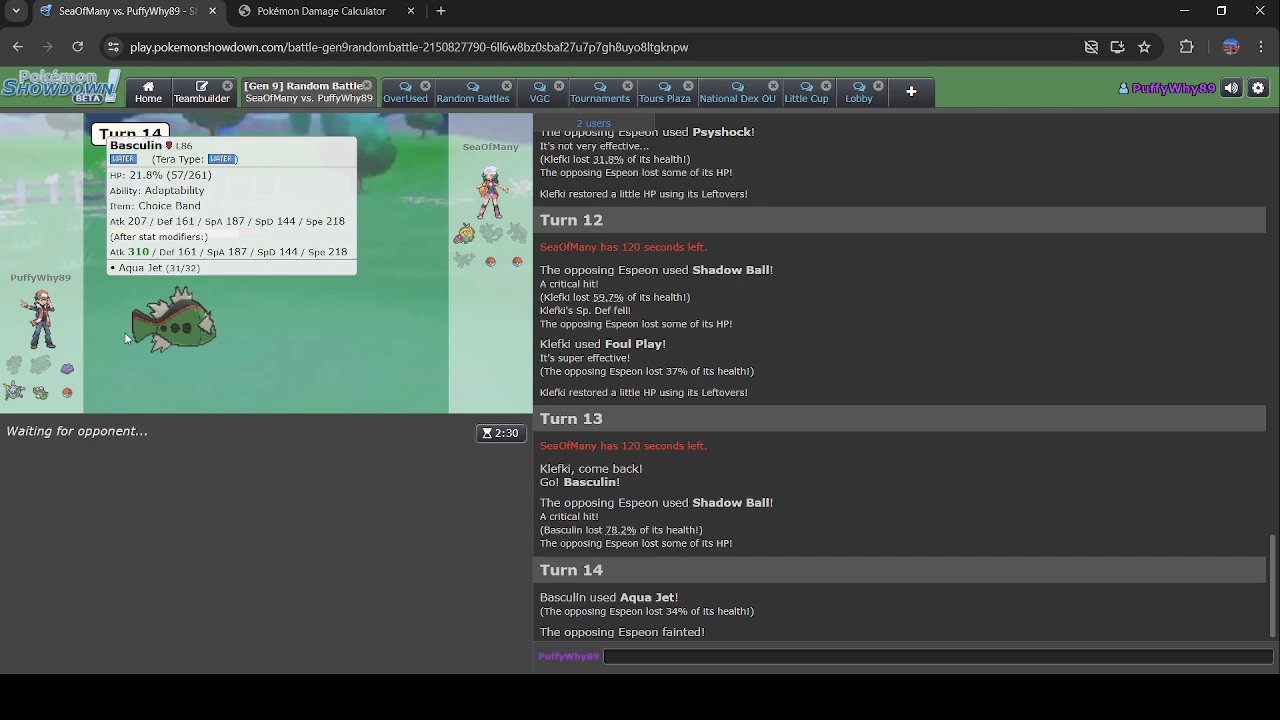 SeaOfMany vs. PuffyWhy89 - S
Pokémon Damage Calculator
play.pokemonshowdown.com/battle-gen9randombattle-2150827790-6ll6w8bz0sbaf27u7p7gh8uyo8ltgknpw
Pokémon
SHOWDOWN!
BETA
Home
Teambuilder
[Gen 9] Random Battle
SeaOfMany vs. PuffyWhy89
OverUsed
Random Battles
VGC
Tournaments
Tours Plaza
National Dex OU
Little Cup
Lobby
PuffyWhy89
Turn 14
Basculin L86
WATER (Tera Type: WATER)
HP: 21.8% (57/261)
Ability: Adaptability
Item: Choice Band
Atk 207 / Def 161 / SpA 187 / SpD 144 / Spe 218
(After stat modifiers:)
Atk 310 / Def 161 / SpA 187 / SpD 144 / Spe 218
• Aqua Jet (31/32)
SeaOfMany
PuffyWhy89
Waiting for opponent...
2:30
2 users
The opposing Espeon used Psyshock!
It's not very effective...
(Klefki lost 31.8% of its health!)
The opposing Espeon lost some of its HP!
Klefki restored a little HP using its Leftovers!
Turn 12
SeaOfMany has 120 seconds left.
The opposing Espeon used Shadow Ball!
A critical hit!
(Klefki lost 59.7% of its health!)
Klefki's Sp. Def fell!
The opposing Espeon lost some of its HP!
Klefki used Foul Play!
It's super effective!
(The opposing Espeon lost 37% of its health!)
Klefki restored a little HP using its Leftovers!
Turn 13
SeaOfMany has 120 seconds left.
Klefki, come back!
Go! Basculin!
The opposing Espeon used Shadow Ball!
A critical hit!
(Basculin lost 78.2% of its health!)
The opposing Espeon lost some of its HP!
Turn 14
Basculin used Aqua Jet!
(The opposing Espeon lost 34% of its health!)
The opposing Espeon fainted!
PuffyWhy89